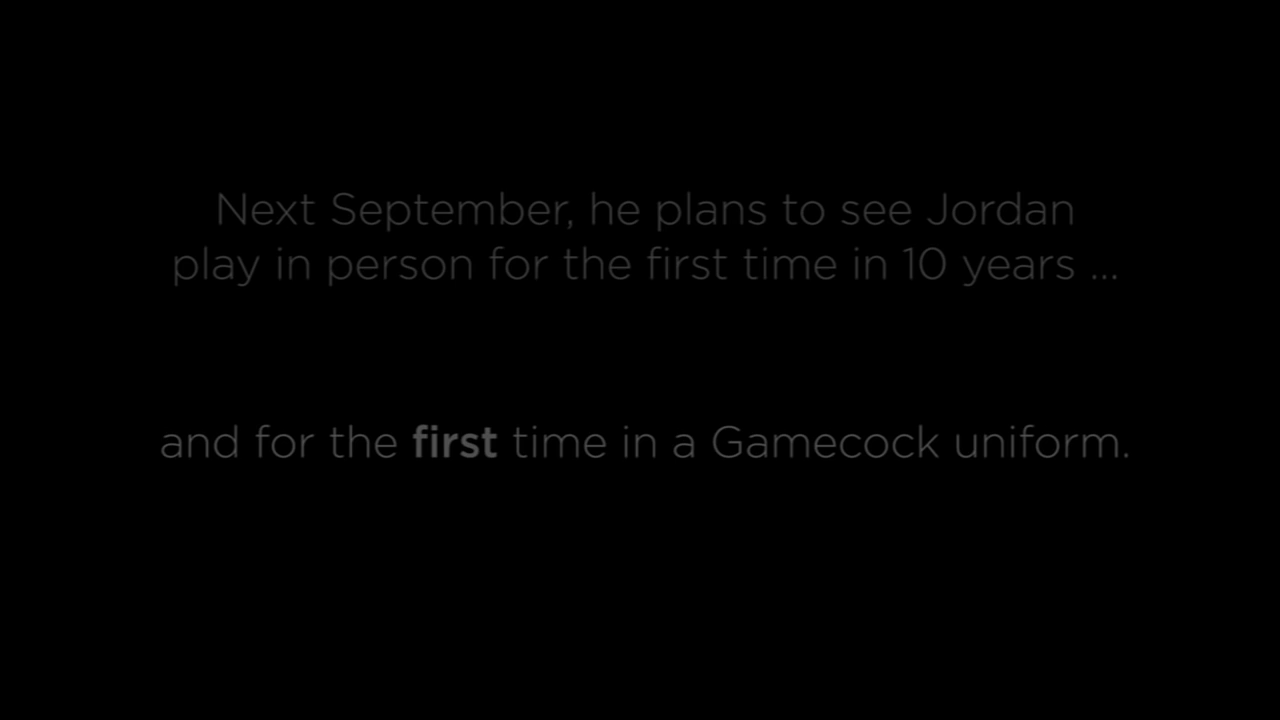 Next September, he plans to see Jordan
play in person for the first time in 10 years ...
and for the first time in a Gamecock uniform.